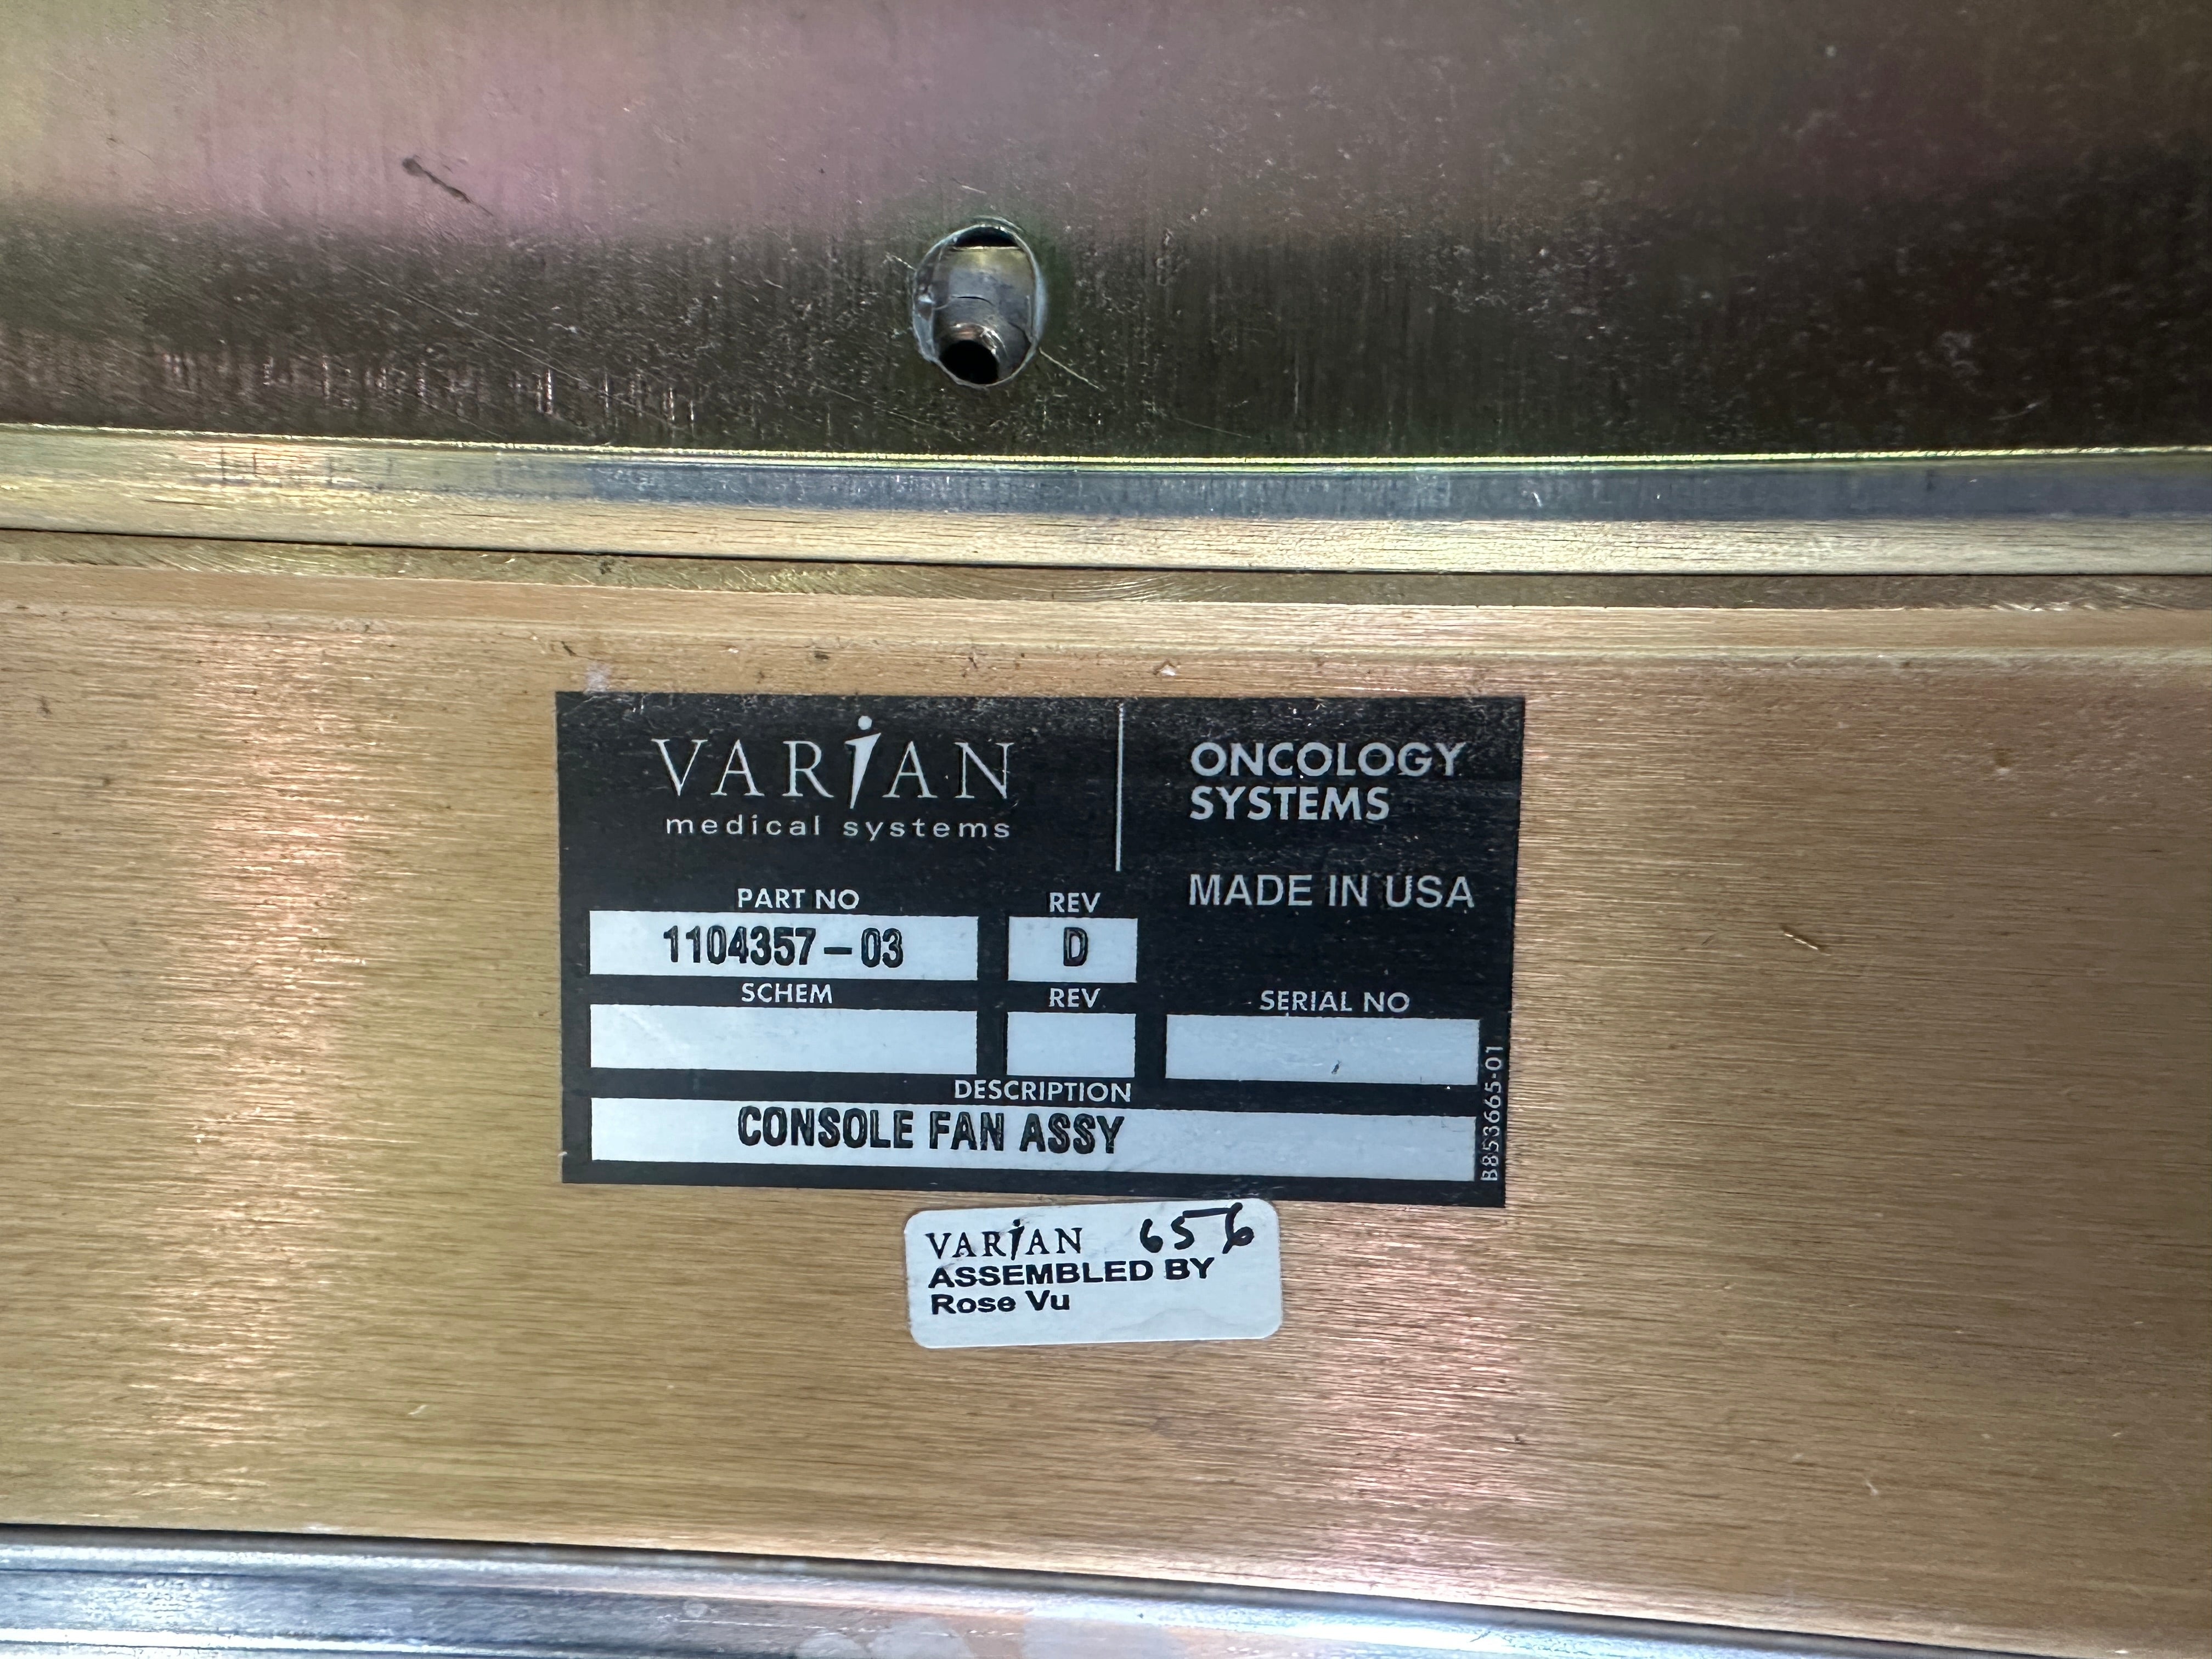 VARIAN
medical systems
ONCOLOGY
SYSTEMS
MADE IN USA
PART NO
REV
1104357-03
D
SCHEM
REV
SERIAL NO
DESCRIPTION
CONSOLE FAN ASSY
B853665-01
VARIAN 656
ASSEMBLED BY
Rose Vu